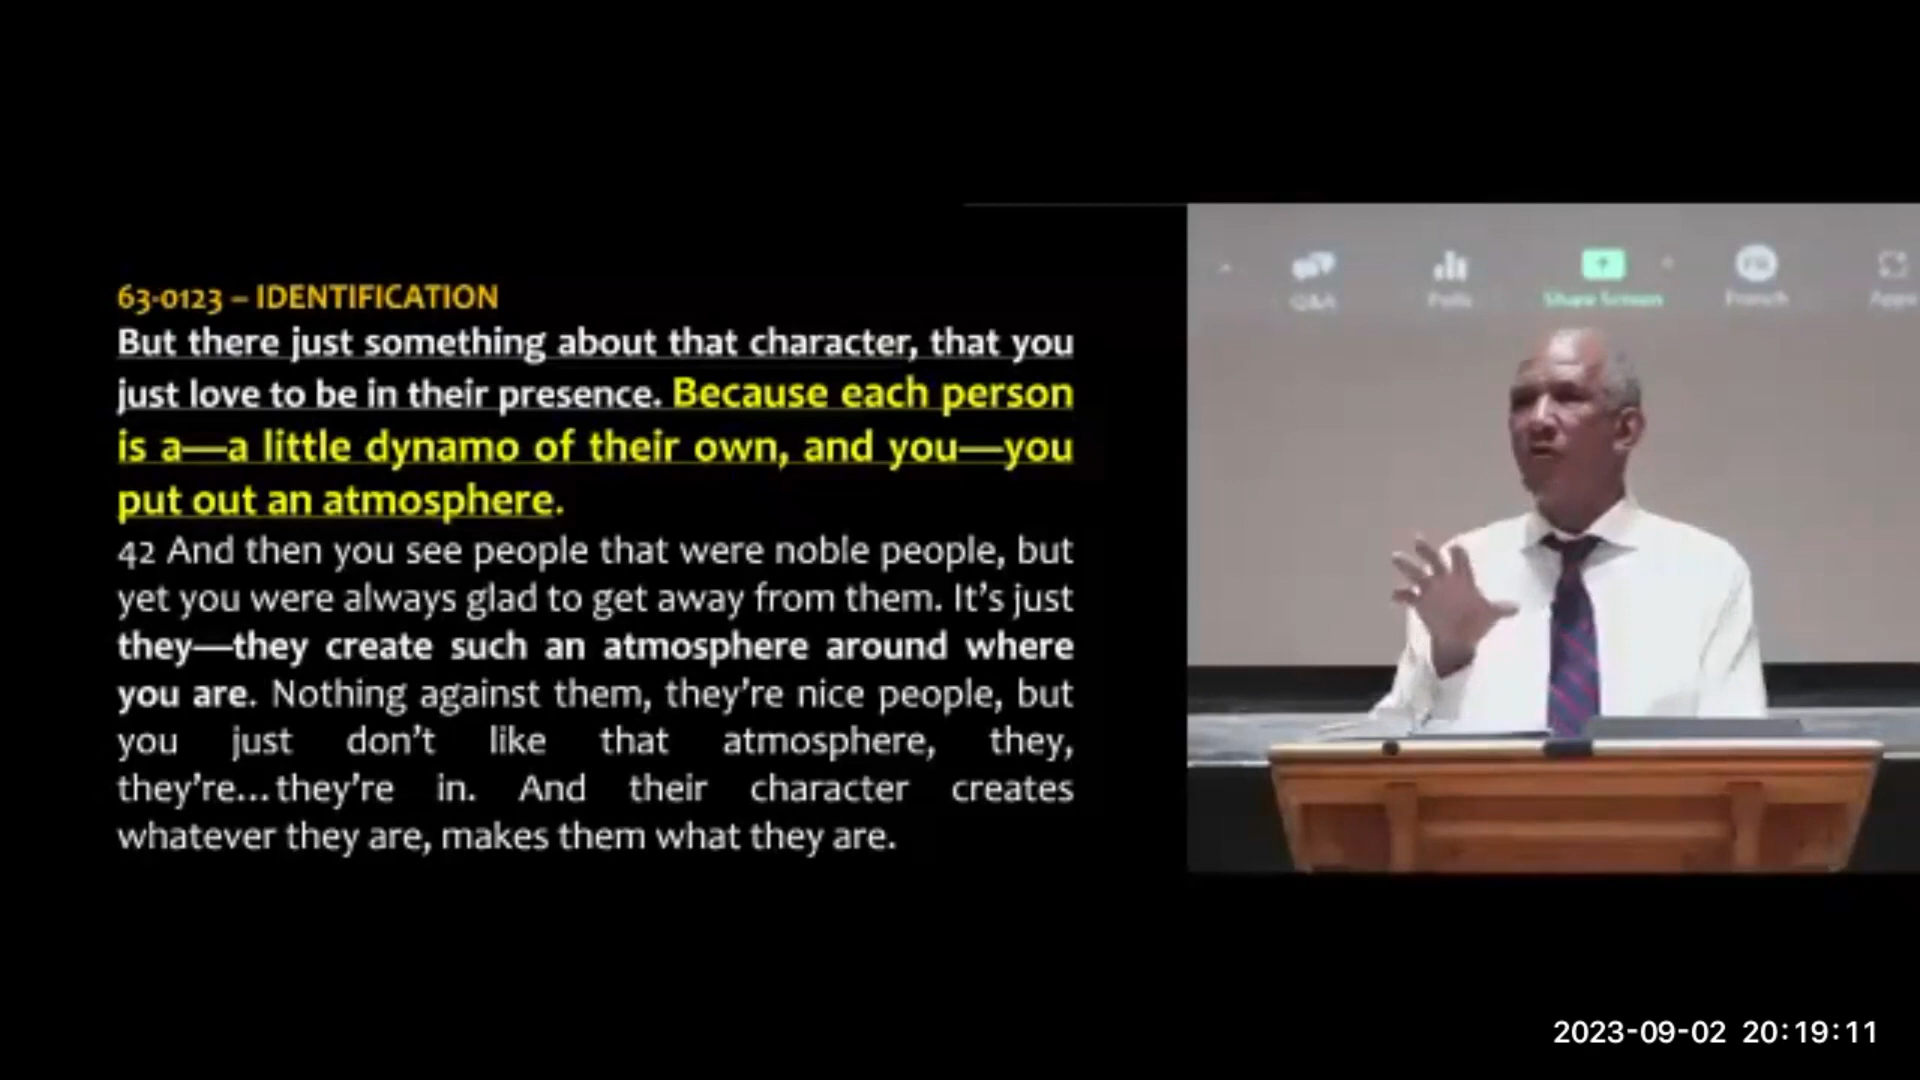 63-0123 – IDENTIFICATION
But there just something about that character, that you
just love to be in their presence. Because each person
is a—a little dynamo of their own, and you—you
put out an atmosphere.
42 And then you see people that were noble people, but
yet you were always glad to get away from them. It’s just
they—they create such an atmosphere around where
you are. Nothing against them, they’re nice people, but
you just don’t like that atmosphere, they,
they’re…they’re in. And their character creates
whatever they are, makes them what they are.
Q&A
Polls
Share Screen
French
Apps
2023-09-02 20:19:11